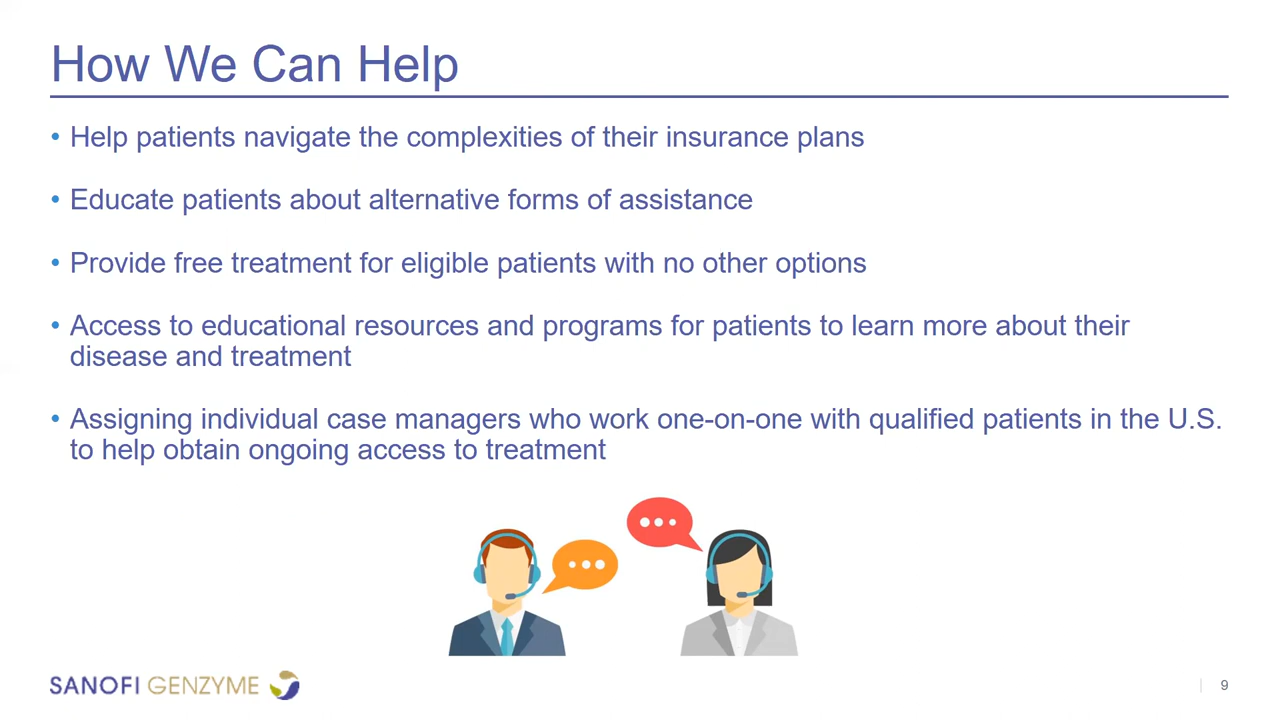 How We Can Help
• Help patients navigate the complexities of their insurance plans
• Educate patients about alternative forms of assistance
• Provide free treatment for eligible patients with no other options
• Access to educational resources and programs for patients to learn more about their
disease and treatment
• Assigning individual case managers who work one-on-one with qualified patients in the U.S.
to help obtain ongoing access to treatment
SANOFI GENZYME
9